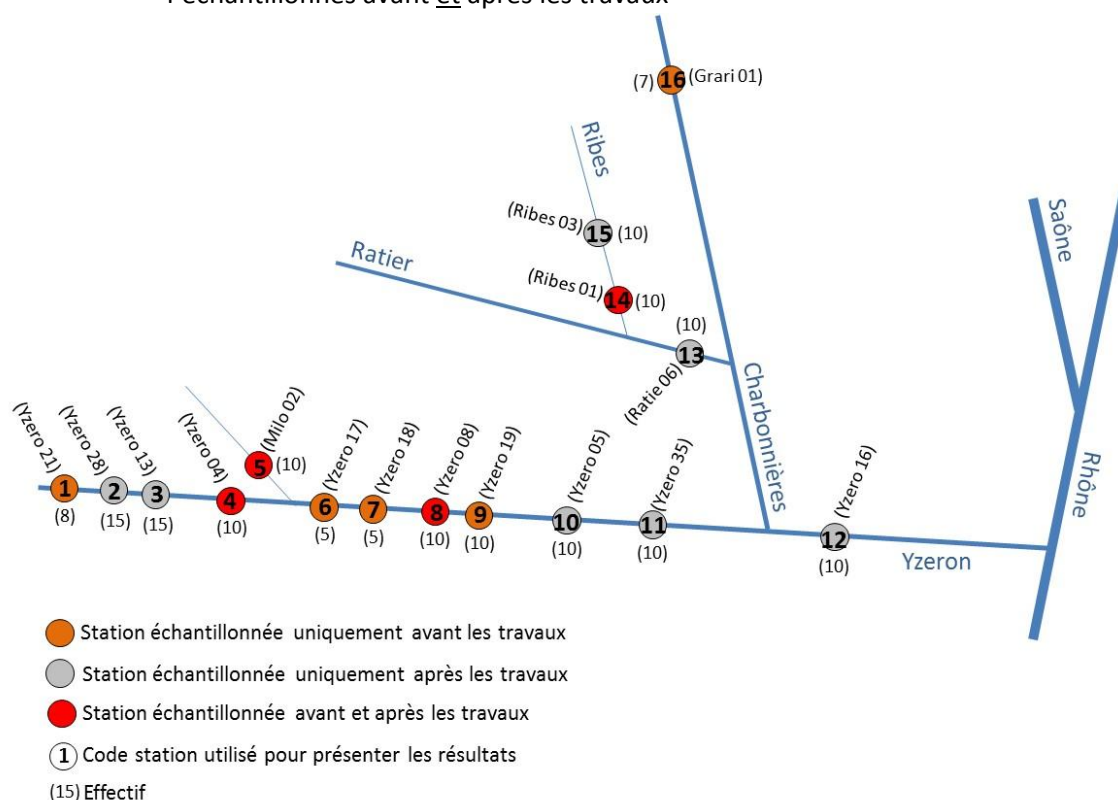 échantillonnés avant et après les travaux
(7) 16 (Grari 01)
Ribes
Saône
(Ribes 03) 15 (10)
Ratier
(Ribes 01) 14 (10)
(10)
13
(Ratie 06)
Charbonnières
Rhône
(Yzero 21)
(Yzero 28)
(Yzero 13)
(Yzero 04)
(Milo 02)
(Yzero 17)
(Yzero 18)
(Yzero 08)
(Yzero 19)
(Yzero 05)
(Yzero 35)
(Yzero 16)
5 (10)
1 2 3 4 6 7 8 9 10 11 12
(8) (15) (15) (10) (5) (5) (10) (10) (10) (10) (10)
Yzeron
Station échantillonnée uniquement avant les travaux
Station échantillonnée uniquement après les travaux
Station échantillonnée avant et après les travaux
1 Code station utilisé pour présenter les résultats
(15) Effectif